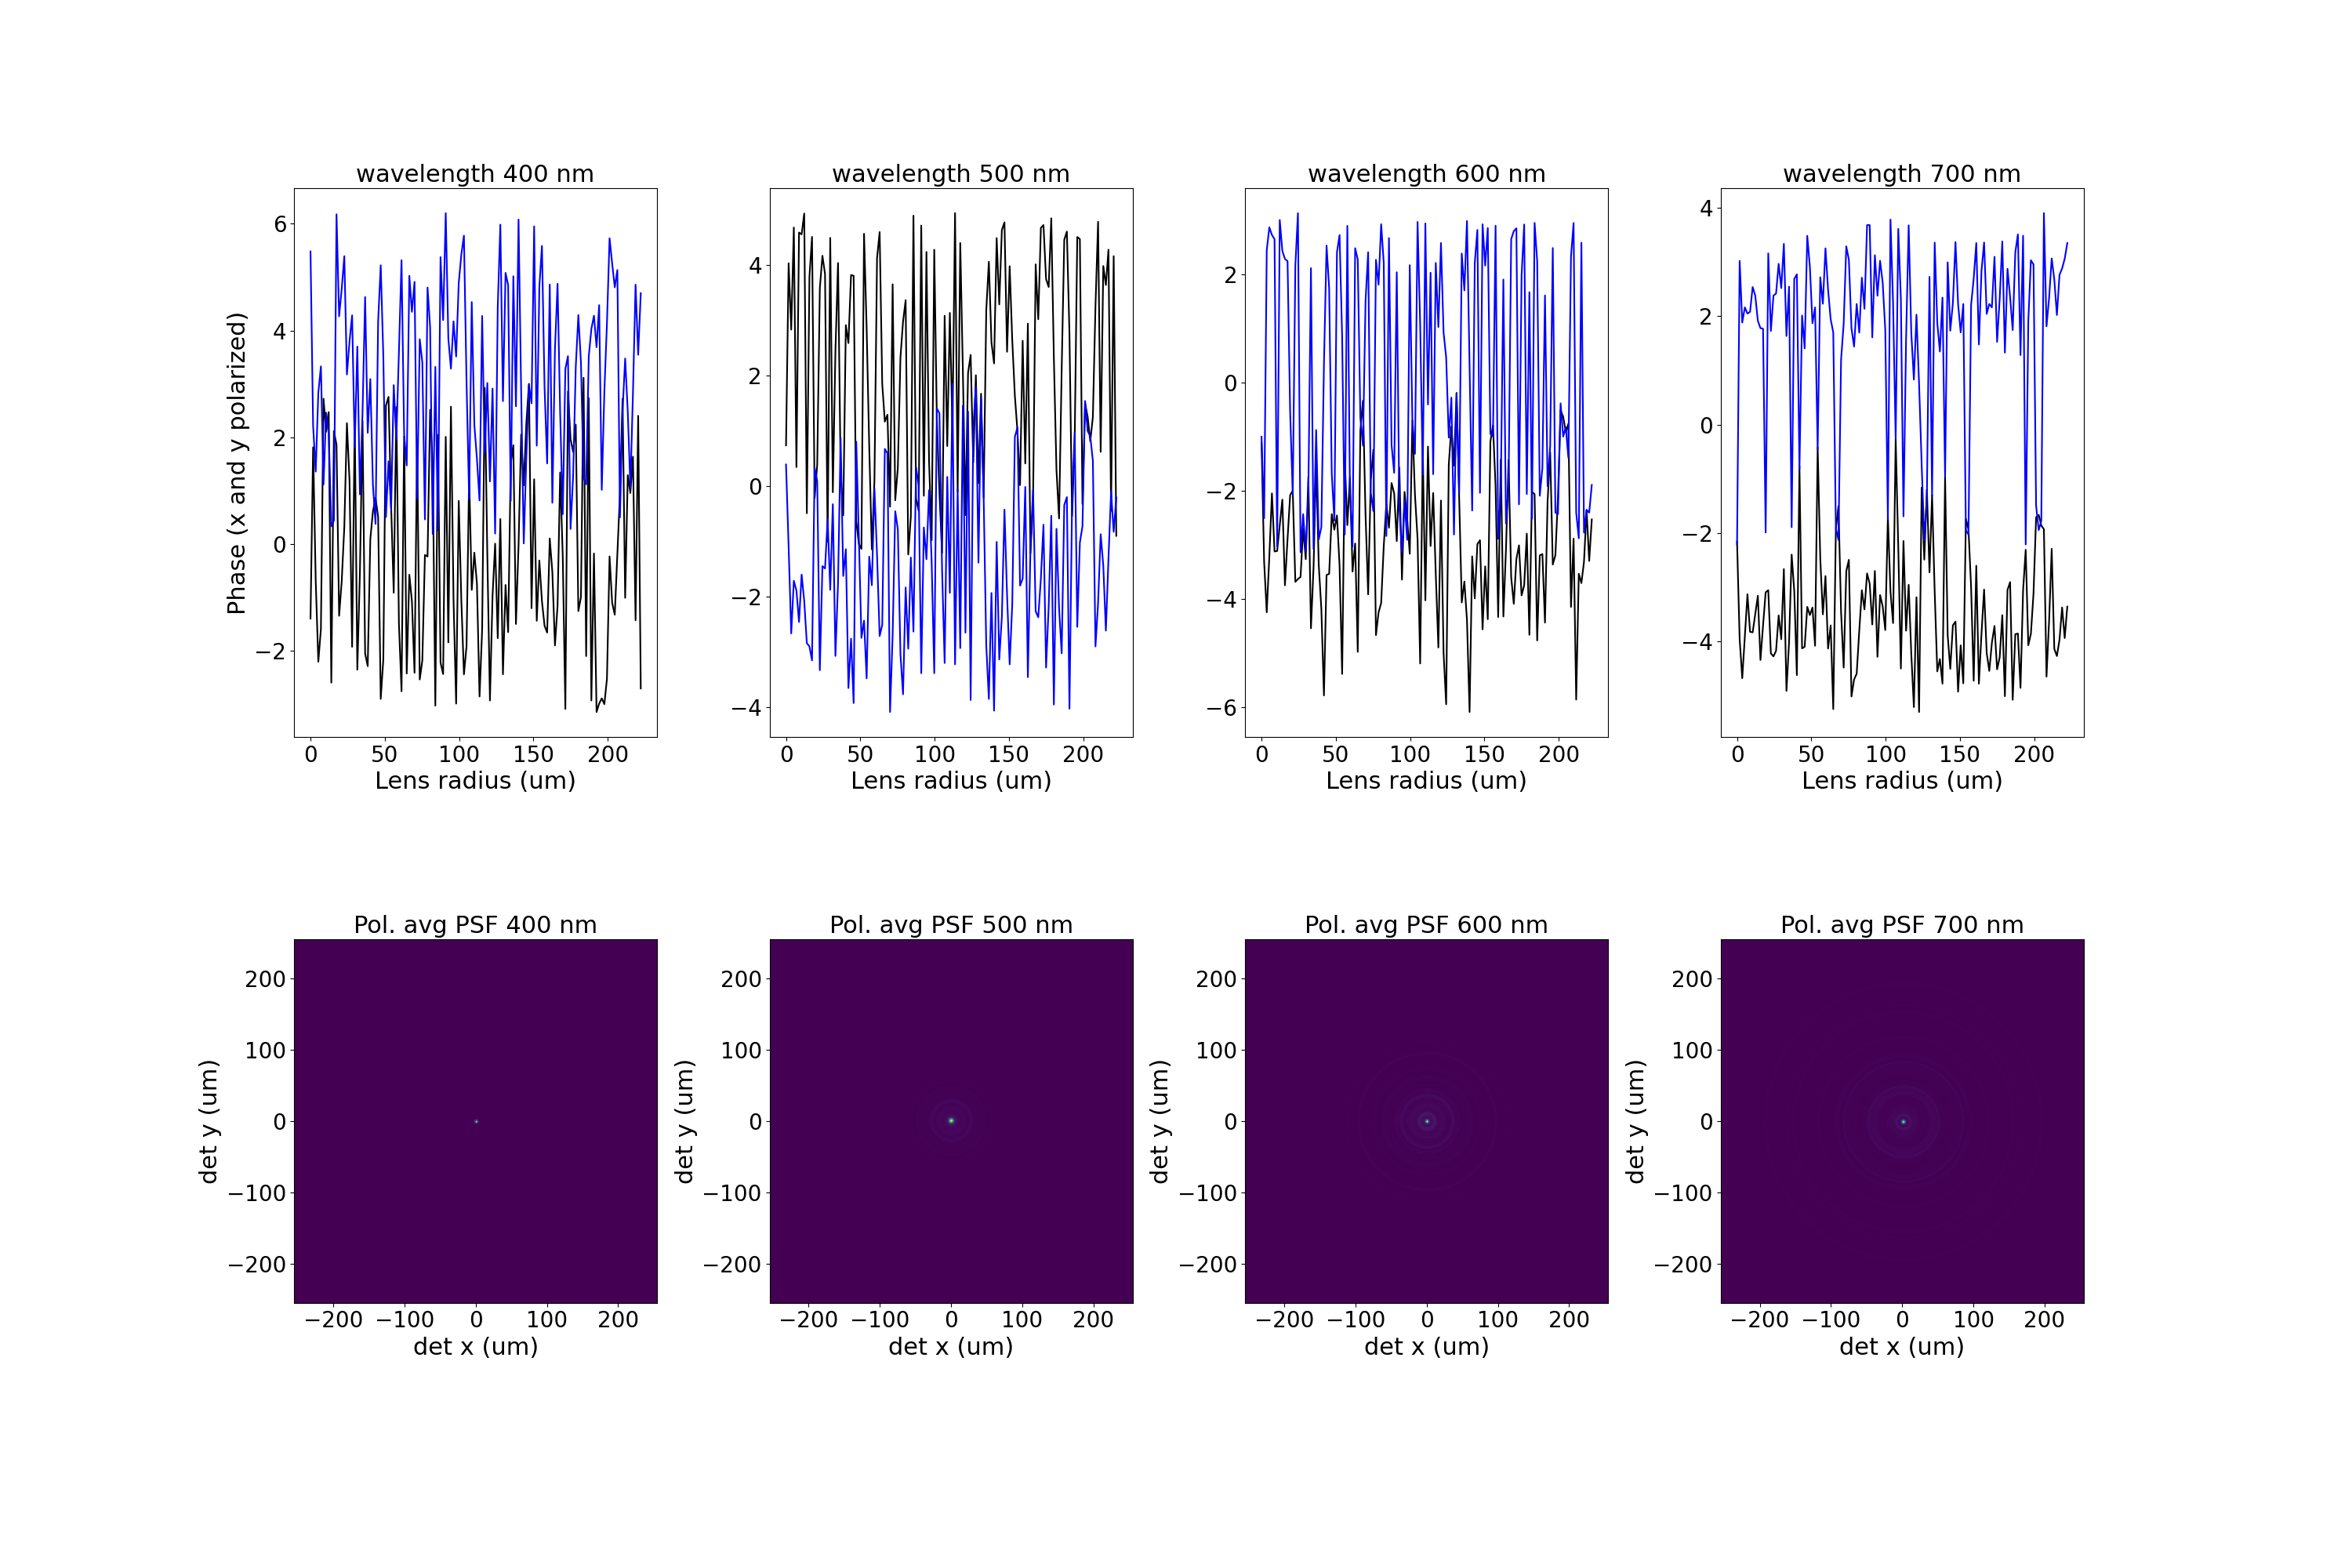 wavelength 400 nm wavelength 500 nm wavelength 600 nm wavelength 700 nm
Phase (x and y polarized)
6
4
2
0
−2
4
2
0
−2
−4
2
0
−2
−4
−6
4
2
0
−2
−4
0 50 100 150 200 0 50 100 150 200 0 50 100 150 200 0 50 100 150 200
Lens radius (um) Lens radius (um) Lens radius (um) Lens radius (um)
Pol. avg PSF 400 nm Pol. avg PSF 500 nm Pol. avg PSF 600 nm Pol. avg PSF 700 nm
det y (um) det y (um) det y (um) det y (um)
200 200 200 200
100 100 100 100
0 0 0 0
−100 −100 −100 −100
−200 −200 −200 −200
−200 −100 0 100 200 −200 −100 0 100 200 −200 −100 0 100 200 −200 −100 0 100 200
det x (um) det x (um) det x (um) det x (um)